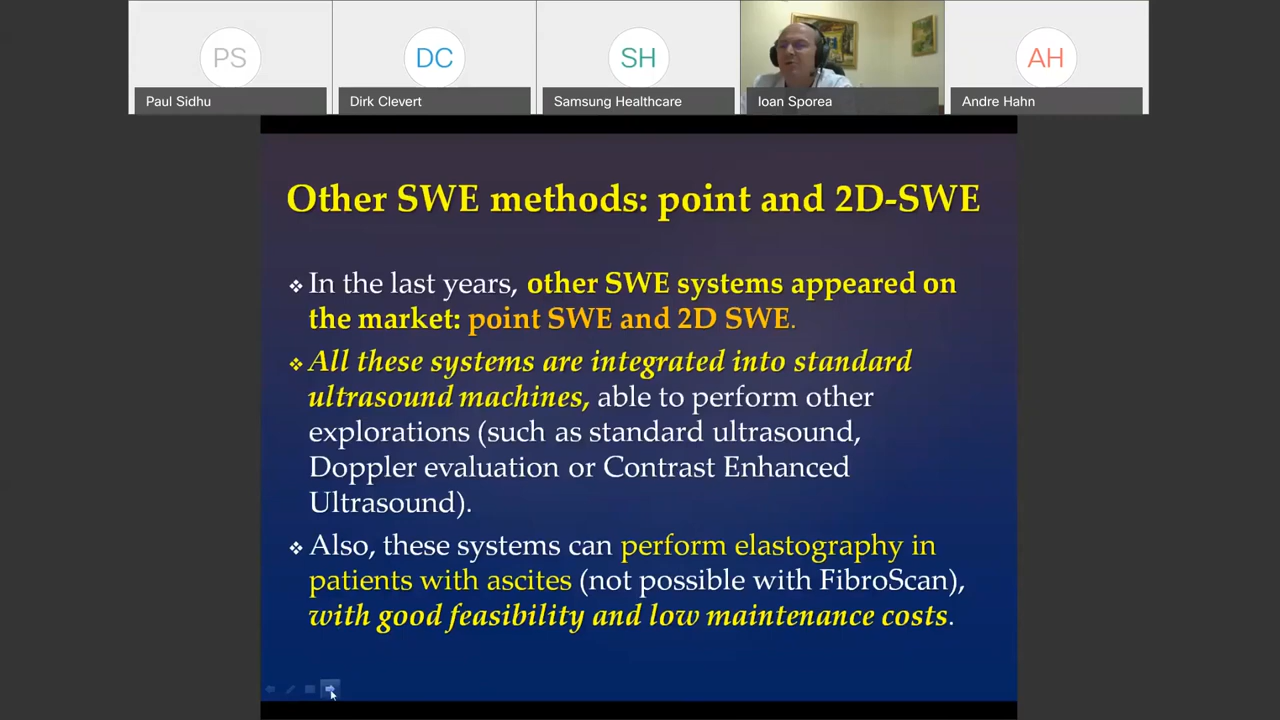 PS
DC
SH
AH
Paul Sidhu
Dirk Clevert
Samsung Healthcare
Ioan Sporea
Andre Hahn
Other SWE methods: point and 2D-SWE
❖ In the last years, other SWE systems appeared on
the market: point SWE and 2D SWE.
❖ All these systems are integrated into standard
ultrasound machines, able to perform other
explorations (such as standard ultrasound,
Doppler evaluation or Contrast Enhanced
Ultrasound).
❖ Also, these systems can perform elastography in
patients with ascites (not possible with FibroScan),
with good feasibility and low maintenance costs.